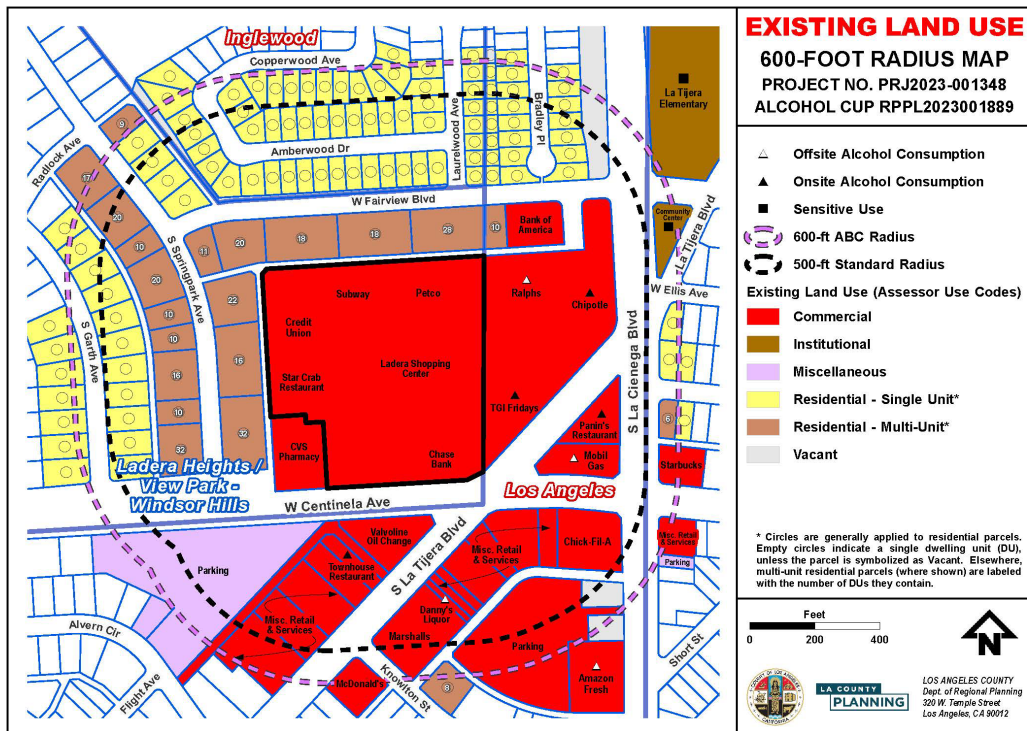 EXISTING LAND USE
600-FOOT RADIUS MAP
PROJECT NO. PRJ2023-001348
ALCOHOL CUP RPPL2023001889
Offsite Alcohol Consumption
Onsite Alcohol Consumption
Sensitive Use
600-ft ABC Radius
500-ft Standard Radius
Existing Land Use (Assessor Use Codes)
Commercial
Institutional
Miscellaneous
Residential - Single Unit*
Residential - Multi-Unit*
Vacant
* Circles are generally applied to residential parcels.
Empty circles indicate a single dwelling unit (DU),
unless the parcel is symbolized as Vacant. Elsewhere,
multi-unit residential parcels (where shown) are labeled
with the number of DUs they contain.
Feet
0 200 400
N
LA COUNTY
PLANNING
LOS ANGELES COUNTY
Dept. of Regional Planning
320 W. Temple Street
Los Angeles, CA 90012
Inglewood
Copperwood Ave
La Tijera
Elementary
Laurelwood Ave
Bradley Pl
Amberwood Dr
Radlock Ave
9
17
20
10
20
10
10
16
10
32
W Fairview Blvd
S Springpark Ave
S Garth Ave
11
20
18
18
28
10
Bank of
America
Community
Center
La Tijera Blvd
W Ellis Ave
22
16
32
Subway
Petco
Ralphs
Chipotle
Credit
Union
Star Crab
Restaurant
Ladera Shopping
Center
TGI Fridays
S La Cienega Blvd
Panin's
Restaurant
Mobil
Gas
6
Starbucks
CVS
Pharmacy
Chase
Bank
Ladera Heights /
View Park -
Windsor Hills
Los Angeles
W Centinela Ave
Valvoline
Oil Change
S La Tijera Blvd
Misc. Retail
& Services
Chick-Fil-A
Misc. Retail
& Services
Parking
Parking
Townhouse
Restaurant
Misc. Retail
& Services
Danny's
Liquor
Marshalls
Parking
Alvern Cir
Flight Ave
McDonald's
Knowlton St
8
Amazon
Fresh
Short St